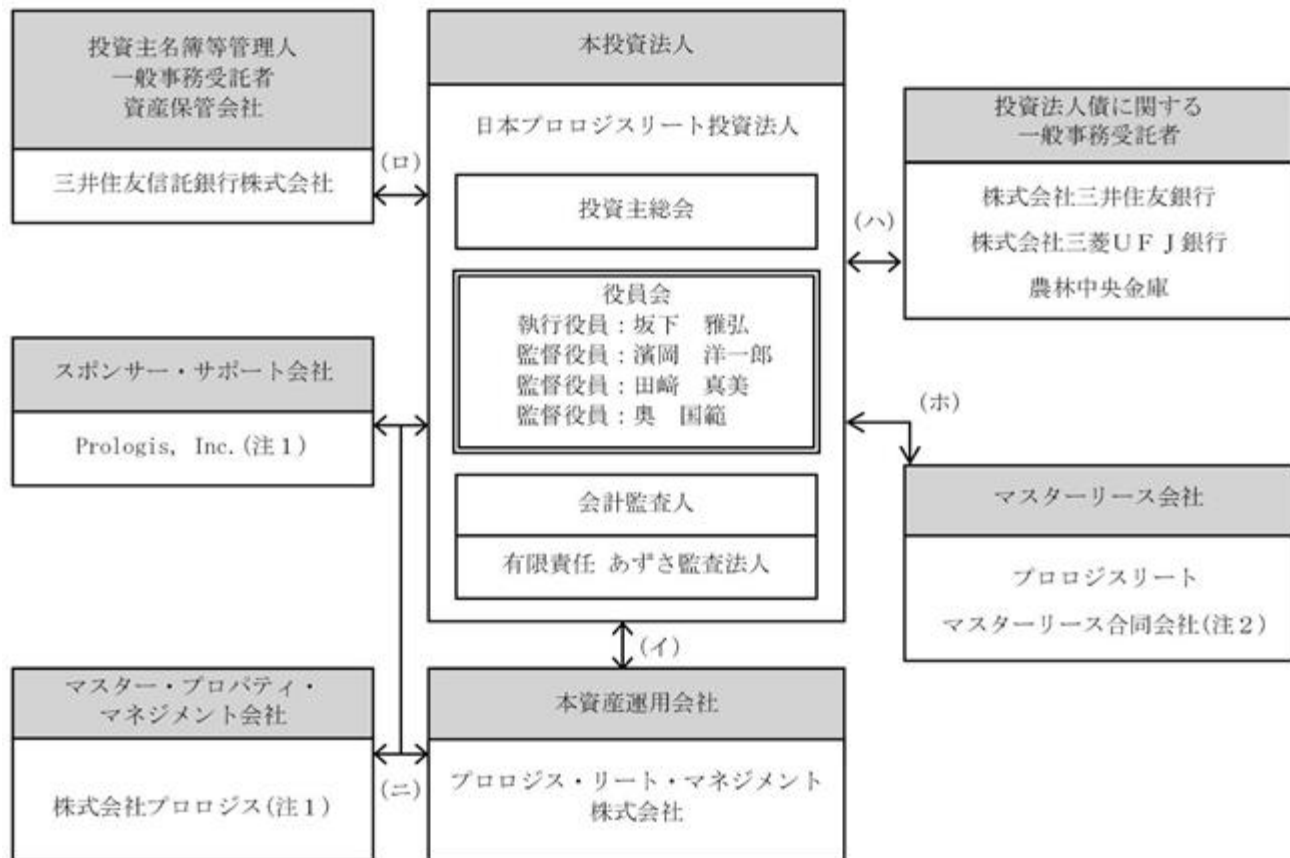 投資主名簿等管理人
一般事務受託者
資産保管会社
三井住友信託銀行株式会社
(ロ)
本投資法人
日本プロロジスリート投資法人
投資主総会
役員会
執行役員:坂下　雅弘
監督役員:濱岡　洋一郎
監督役員:田﨑　真美
監督役員:奥　国範
会計監査人
有限責任 あずさ監査法人
(ハ)
投資法人債に関する
一般事務受託者
株式会社三井住友銀行
株式会社三菱UFJ銀行
農林中央金庫
スポンサー・サポート会社
Prologis, Inc.(注1)
(ホ)
マスターリース会社
プロロジスリート
マスターリース合同会社(注2)
(イ)
マスター・プロパティ・
マネジメント会社
株式会社プロロジス(注1)
(ニ)
本資産運用会社
プロロジス・リート・マネジメント
株式会社